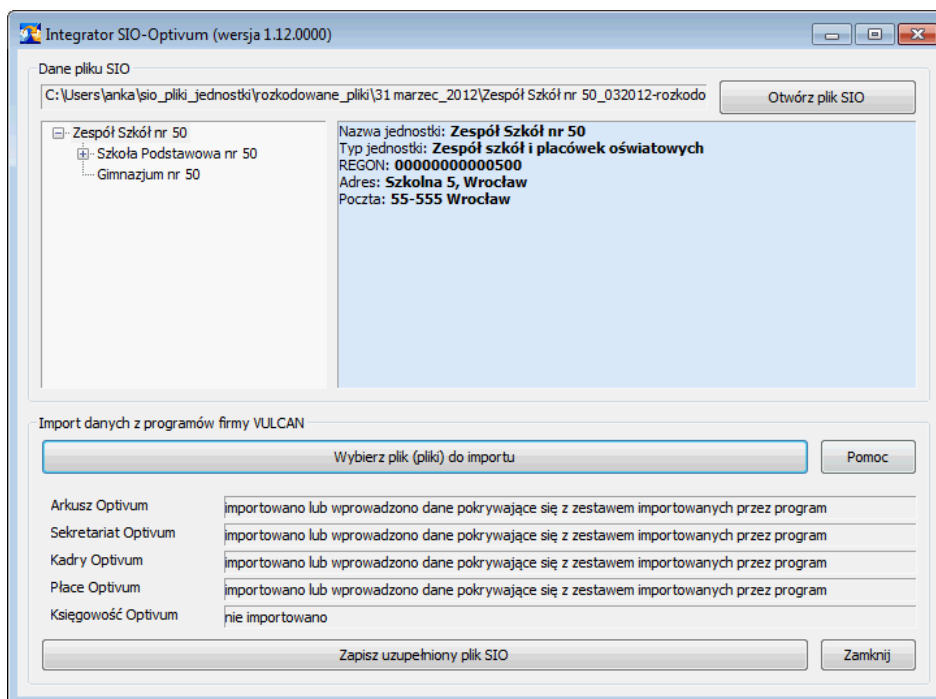 Integrator SIO-Optivum (wersja 1.12.0000)
Dane pliku SIO
C:\Users\anka\sio_pliki_jednostki\rozkodowane_pliki\31 marzec_2012\Zespół Szkół nr 50_032012-rozkodo
Otwórz plik SIO
Zespół Szkół nr 50
Szkoła Podstawowa nr 50
Gimnazjum nr 50
Nazwa jednostki: Zespół Szkół nr 50
Typ jednostki: Zespół szkół i placówek oświatowych
REGON: 00000000000500
Adres: Szkolna 5, Wrocław
Poczta: 55-555 Wrocław
Import danych z programów firmy VULCAN
Wybierz plik (pliki) do importu
Pomoc
Arkusz Optivum importowano lub wprowadzono dane pokrywające się z zestawem importowanych przez program
Sekretariat Optivum importowano lub wprowadzono dane pokrywające się z zestawem importowanych przez program
Kadry Optivum importowano lub wprowadzono dane pokrywające się z zestawem importowanych przez program
Płace Optivum importowano lub wprowadzono dane pokrywające się z zestawem importowanych przez program
Księgowość Optivum nie importowano
Zapisz uzupełniony plik SIO
Zamknij